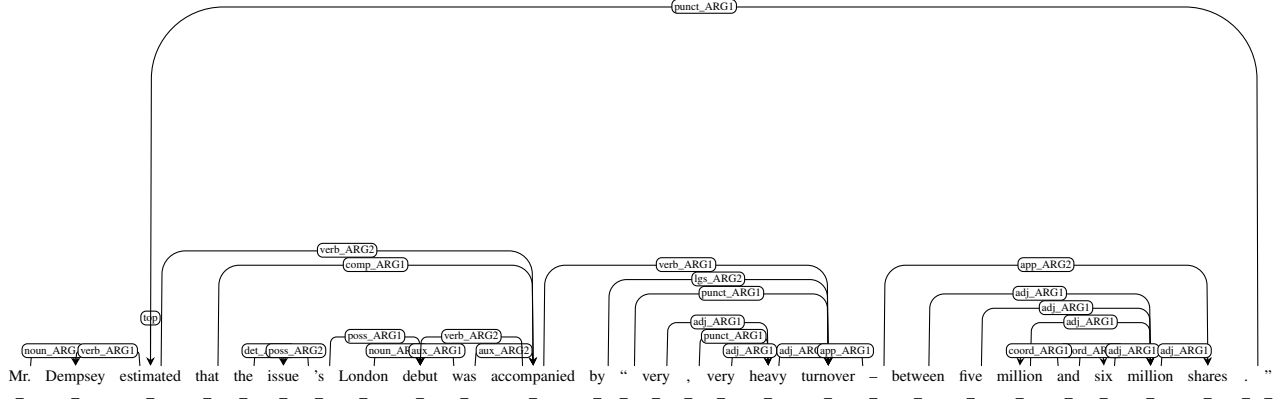 punct_ARG1
verb_ARG2
comp_ARG1 verb_ARG1 app_ARG2
lgs_ARG2
punct_ARG1 adj_ARG1
adj_ARG1
top adj_ARG1 adj_ARG1
poss_ARG1 verb_ARG2 punct_ARG1
verb_ARG1 poss_ARG2 aux_ARG1 aux_ARG2 adj_ARG1 app_ARG1 coord_ARG1 adj_ARG1 adj_ARG1
Mr. Dempsey estimated that the issue 's London debut was accompanied by “ very , very heavy turnover – between five million and six million shares . ”
_ _ _ _ _ _ _ _ _ _ _ _ _ _ _ _ _ _ _ _ _ _ _ _ _ _ _ _